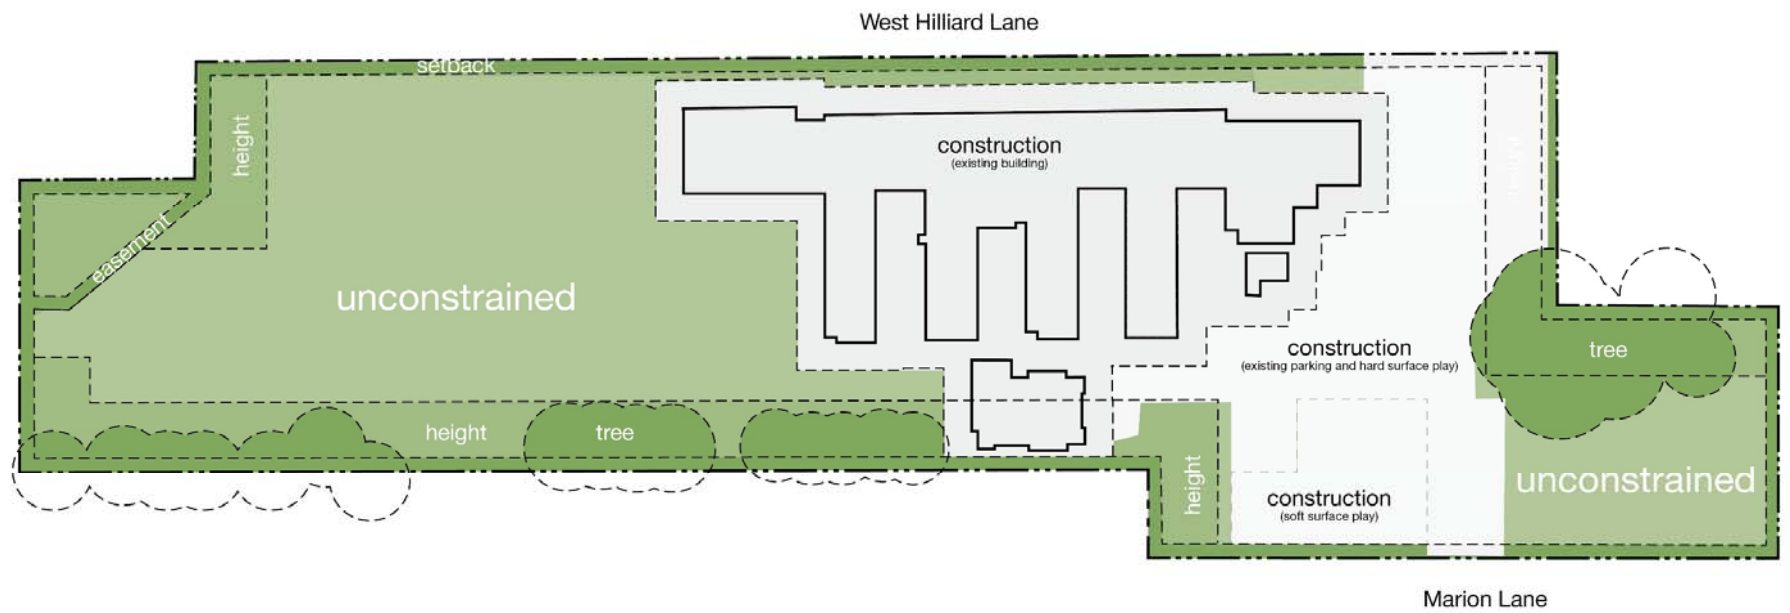 West Hilliard Lane
setback
height
construction
(existing building)
easement
unconstrained
construction
(existing parking and hard surface play)
tree
height
tree
height
unconstrained
construction
(soft surface play)
Marion Lane